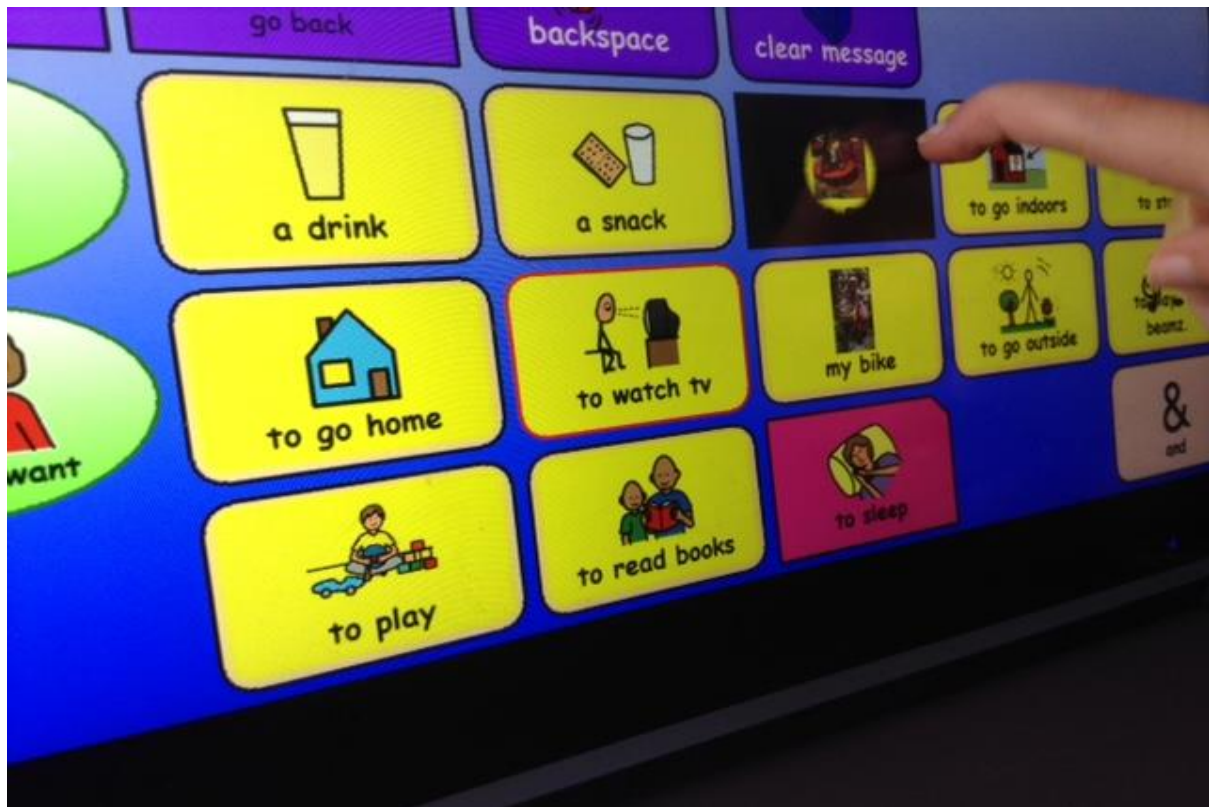 go back
backspace
clear message
a drink
a snack
to go indoors
to go home
to watch tv
my bike
to go outside
beanz.
want
&
and
to play
to read books
to sleep